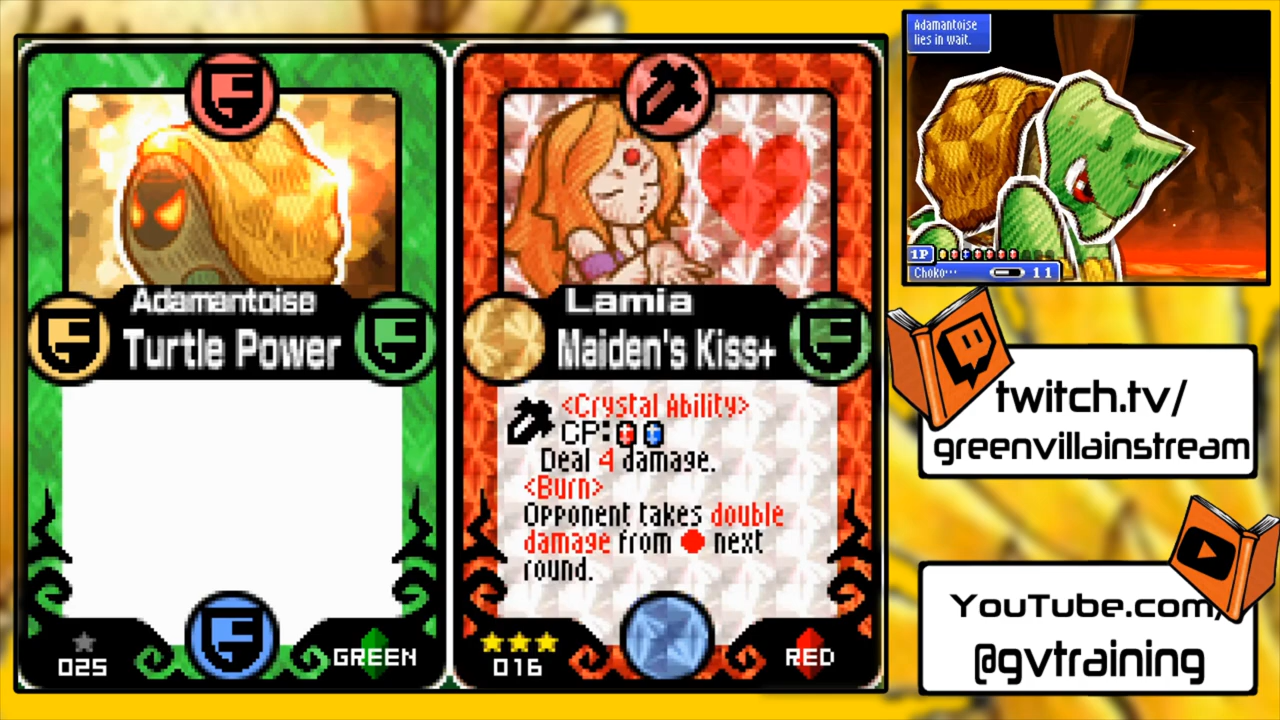 Adamantoise
Turtle Power
025
GREEN
Lamia
Maiden's Kiss+
<Crystal Ability>
CP:
Deal 4 damage.
<Burn>
Opponent takes double
damage from next
round.
016
RED
Adamantoise
lies in wait.
1P
Choko···
11
twitch.tv/
greenvillainstream
YouTube.com/
@gvtraining